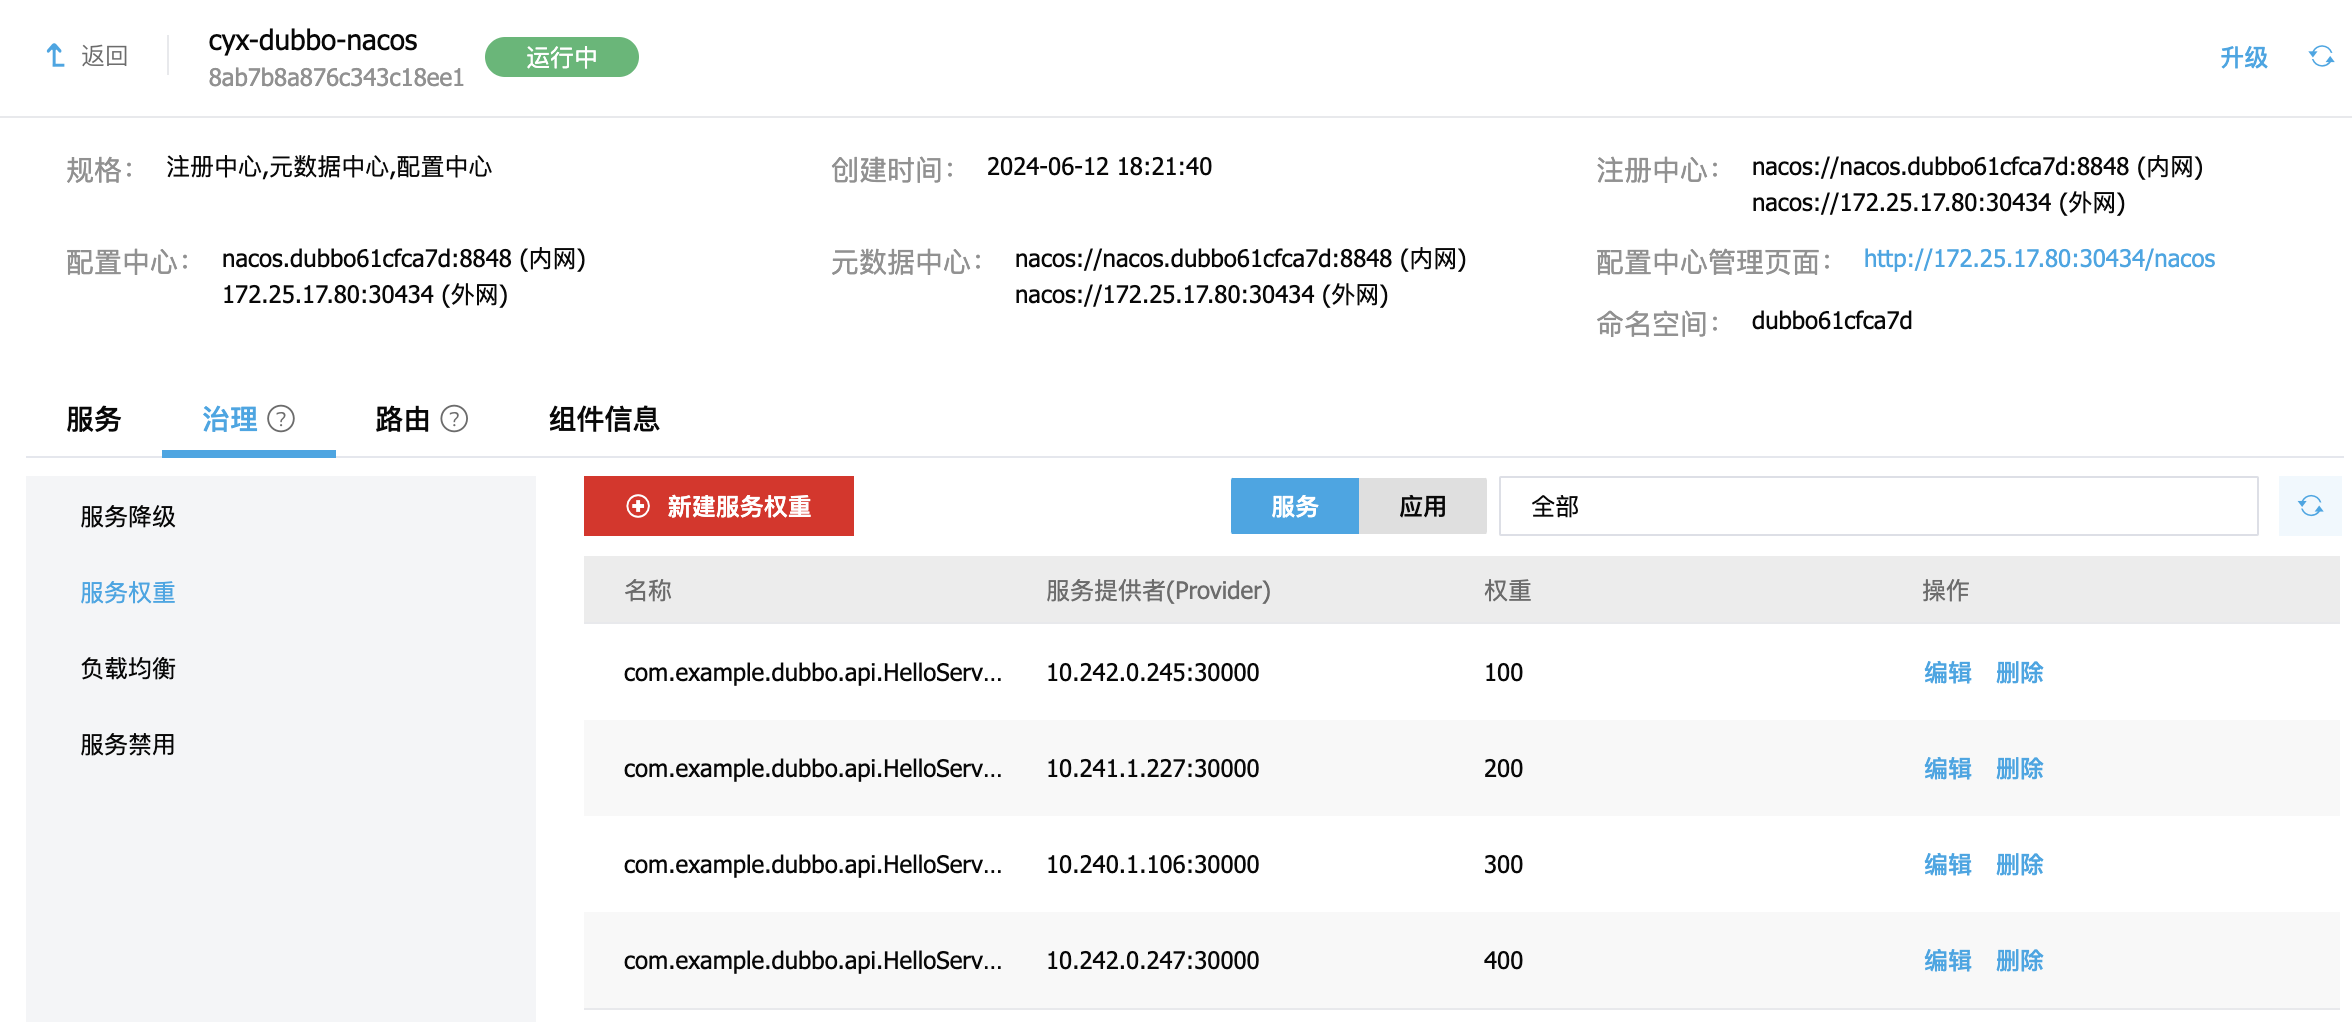 返回
cyx-dubbo-nacos
8ab7b8a876c343c18ee1
运行中
升级
规格： 注册中心,元数据中心,配置中心
创建时间： 2024-06-12 18:21:40
注册中心： nacos://nacos.dubbo61cfca7d:8848 (内网)
nacos://172.25.17.80:30434 (外网)
配置中心： nacos.dubbo61cfca7d:8848 (内网)
172.25.17.80:30434 (外网)
元数据中心： nacos://nacos.dubbo61cfca7d:8848 (内网)
nacos://172.25.17.80:30434 (外网)
配置中心管理页面： http://172.25.17.80:30434/nacos
命名空间： dubbo61cfca7d
服务 治理 ? 路由 ? 组件信息
服务降级
服务权重
负载均衡
服务禁用
新建服务权重
服务 应用 全部
名称 服务提供者(Provider) 权重 操作
com.example.dubbo.api.HelloServ... 10.242.0.245:30000 100 编辑 删除
com.example.dubbo.api.HelloServ... 10.241.1.227:30000 200 编辑 删除
com.example.dubbo.api.HelloServ... 10.240.1.106:30000 300 编辑 删除
com.example.dubbo.api.HelloServ... 10.242.0.247:30000 400 编辑 删除